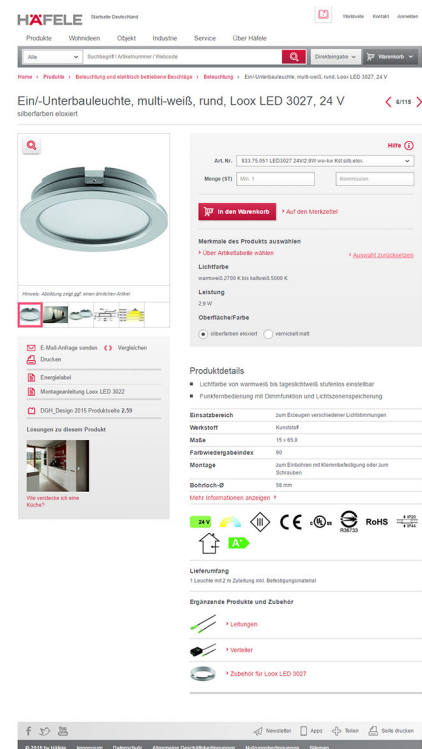 HÄFELE Startseite Deutschland
Weltweite Kontakt Anmelden
Produkte Wohnideen Objekt Industrie Service Über Häfele
Alle Suchbegriff / Artikelnummer / Webcode Direkteingabe Warenkorb
Home Produkte Beleuchtung und elektrisch betriebene Beschläge Beleuchtung Ein/-Unterbauleuchte, multi-weiß, rund, Loox LED 3027, 24 V
Ein/-Unterbauleuchte, multi-weiß, rund, Loox LED 3027, 24 V
6/115
silberfarben eloxiert
Hilfe
Art. Nr. 833.75.051 LED3027 24V/2,9W ww-kw Kst.silb.elox.
Menge (ST) Min. 1 Kommission
In den Warenkorb Auf den Merkzettel
Merkmale des Produkts auswählen
Über Artikeltabelle wählen Auswahl zurücksetzen
Lichtfarbe
warmweiß 2700 K bis kaltweiß 5000 K
Leistung
2,9 W
Oberfläche/Farbe
silberfarben eloxiert vernickelt matt
Hinweis: Abbildung zeigt ggf. einen ähnlichen Artikel
E-Mail-Anfrage senden Vergleichen
Drucken
Energielabel
Montageanleitung Loox LED 3022
DGH_Design 2015 Produktseite 2.59
Lösungen zu diesem Produkt
Wie verstecke ich eine
Küche?
Produktdetails
Lichtfarbe von warmweiß bis tageslichtweiß stufenlos einstellbar
Funkfernbedienung mit Dimmfunktion und Lichtszenenspeicherung
Einsatzbereich zum Erzeugen verschiedener Lichtstimmungen
Werkstoff Kunststoff
Maße 15 x 65.0
Farbwiedergabeindex 90
Montage zum Einbohren mit Klemmbefestigung oder zum
Schrauben
Bohrloch-Ø 58 mm
Mehr Informationen anzeigen
24 V III CE UL us R36733 RoHS IP20
IP44
A+
Lieferumfang
1 Leuchte mit 2 m Zuleitung inkl. Befestigungsmaterial
Ergänzende Produkte und Zubehör
Leitungen
Verteiler
Zubehör für Loox LED 3027
Newsletter Apps Teilen Seite drucken
© 2016 by Häfele Impressum Datenschutz Allgemeine Geschäftsbedingungen Nutzungsbedingungen Sitemap